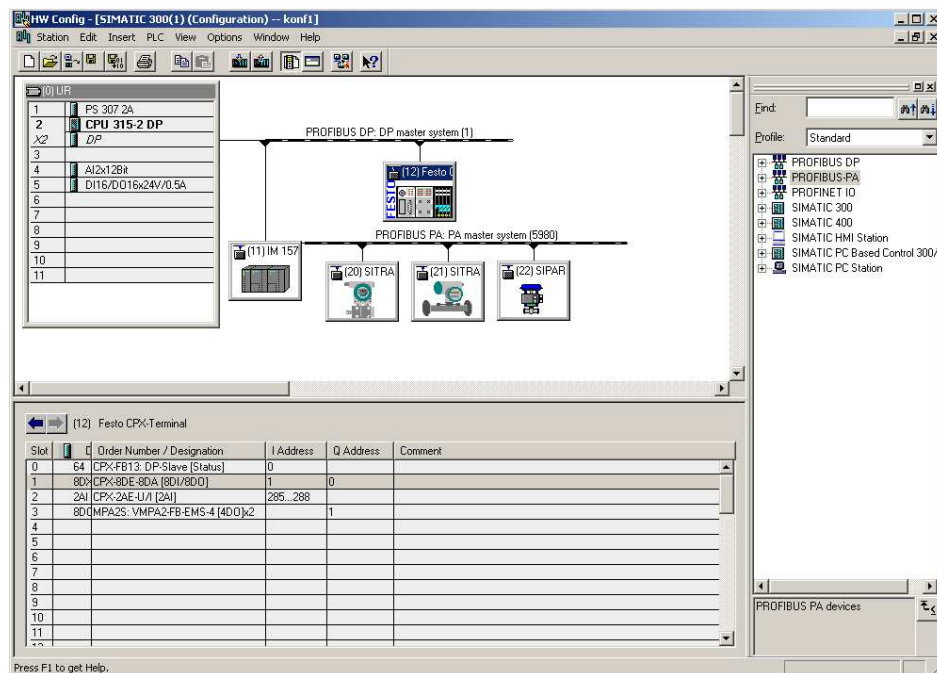 HW Config - [SIMATIC 300(1) (Configuration) -- konf1]
Station Edit Insert PLC View Options Window Help
(0) UR
1 PS 307 2A
2 CPU 315-2 DP
X2 DP
3
4 AI2x12Bit
5 DI16/DO16x24V/0.5A
6
7
8
9
10
11
PROFIBUS DP: DP master system (1)
(12) Festo
FESTO
PROFIBUS PA: PA master system (5980)
(11) IM 157
(20) SITRA
(21) SITRA
(22) SIPAR
Find:
Profile: Standard
PROFIBUS DP
PROFIBUS-PA
PROFINET IO
SIMATIC 300
SIMATIC 400
SIMATIC HMI Station
SIMATIC PC Based Control 300/
SIMATIC PC Station
PROFIBUS PA devices
(12) Festo CPX-Terminal
Slot D Order Number / Designation I Address Q Address Comment
0 64 CPX-FB13: DP-Slave [Status] 0
1 8DX CPX-8DE-8DA [8DI/8DO] 1 0
2 2AI CPX-2AE-U/I [2AI] 285...288
3 8DO MPA2S: VMPA2-FB-EMS-4 [4DO]x2 1
4
5
6
7
8
9
10
11
Press F1 to get Help.